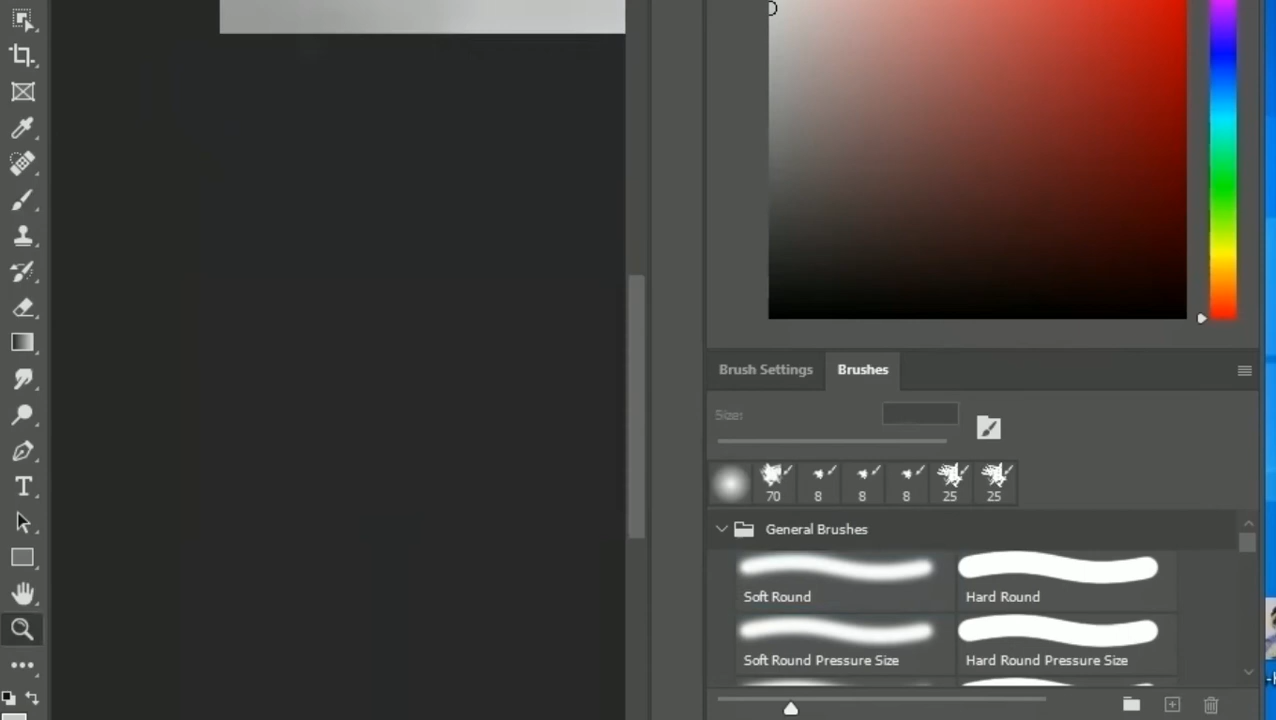 Brush Settings
Brushes
Size:
70
8
8
8
25
25
General Brushes
Soft Round
Hard Round
Soft Round Pressure Size
Hard Round Pressure Size